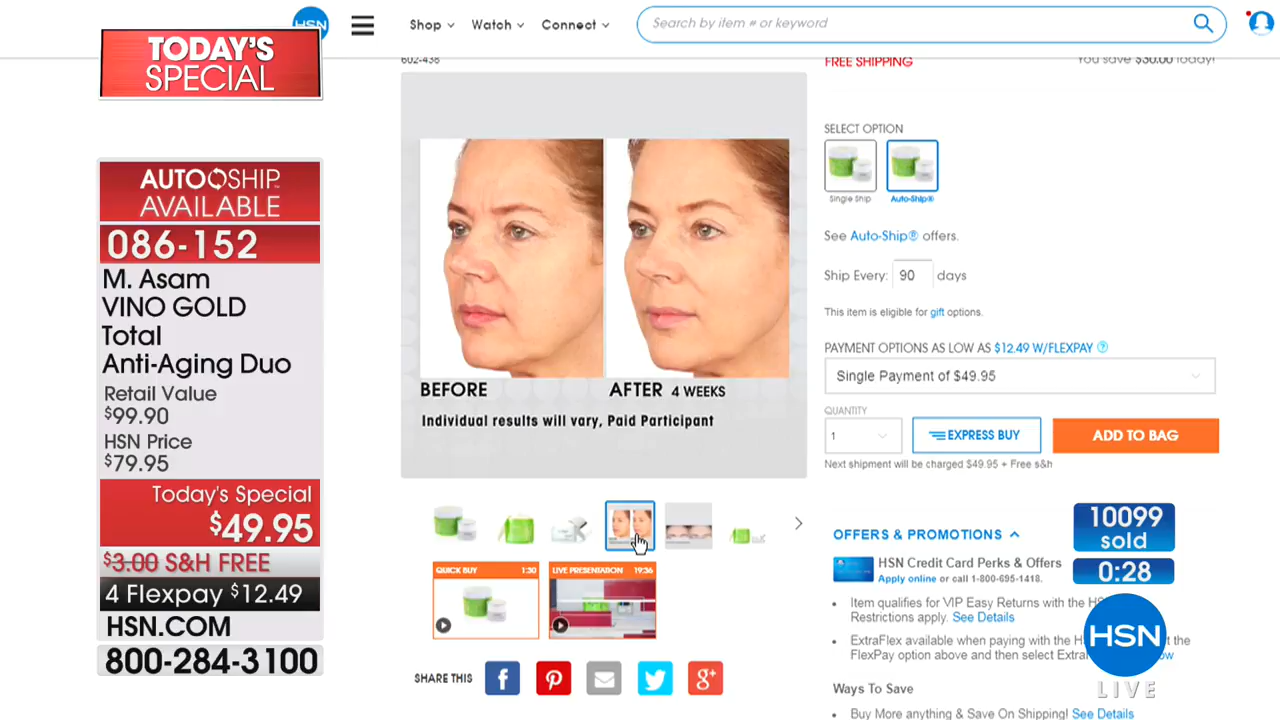 HSN
Shop
Watch
Connect
Search by item # or keyword
TODAY'S
SPECIAL
602-436
FREE SHIPPING
You save $30.00 today!
AUTOSHIP™
AVAILABLE
086-152
M. Asam
VINO GOLD
Total
Anti-Aging Duo
Retail Value
$99.90
HSN Price
$79.95
Today's Special
$49.95
$3.00 S&H FREE
4 Flexpay $12.49
HSN.COM
800-284-3100
BEFORE
AFTER 4 WEEKS
Individual results will vary, Paid Participant
QUICK BUY 1:30
LIVE PRESENTATION 19:36
SHARE THIS
SELECT OPTION
Single Ship
Auto-Ship®
See Auto-Ship® offers.
Ship Every: 90 days
This item is eligible for gift options.
PAYMENT OPTIONS AS LOW AS $12.49 W/FLEXPAY ?
Single Payment of $49.95
QUANTITY
1
EXPRESS BUY
ADD TO BAG
Next shipment will be charged $49.95 + Free s&h
OFFERS & PROMOTIONS
10099
sold
0:28
HSN Credit Card Perks & Offers
Apply online or call 1-800-695-1418.
Item qualifies for VIP Easy Returns with the
Restrictions apply. See Details
ExtraFlex available when paying with the
the
FlexPay option above and then select
HSN
LIVE
Ways To Save
Buy More anything & Save On Shipping! See Details